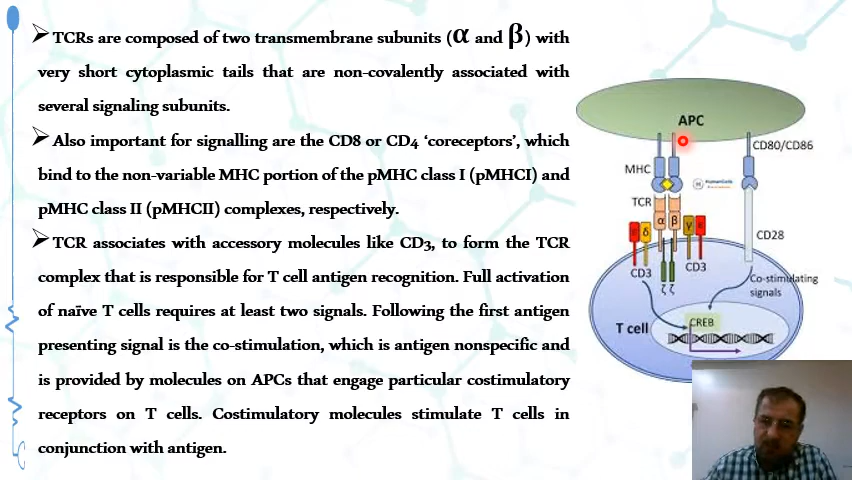 TCRs are composed of two transmembrane subunits (α and β) with
very short cytoplasmic tails that are non-covalently associated with
several signaling subunits.
Also important for signalling are the CD8 or CD4 ‘coreceptors’, which
bind to the non-variable MHC portion of the pMHC class I (pMHCI) and
pMHC class II (pMHCII) complexes, respectively.
TCR associates with accessory molecules like CD3, to form the TCR
complex that is responsible for T cell antigen recognition. Full activation
of naïve T cells requires at least two signals. Following the first antigen
presenting signal is the co-stimulation, which is antigen nonspecific and
is provided by molecules on APCs that engage particular costimulatory
receptors on T cells. Costimulatory molecules stimulate T cells in
conjunction with antigen.
APC
CD80/CD86
MHC
TCR
α β
δ γ
CD28
CD3
CD3
ζ ζ
Co-stimulating
signals
CREB
T cell